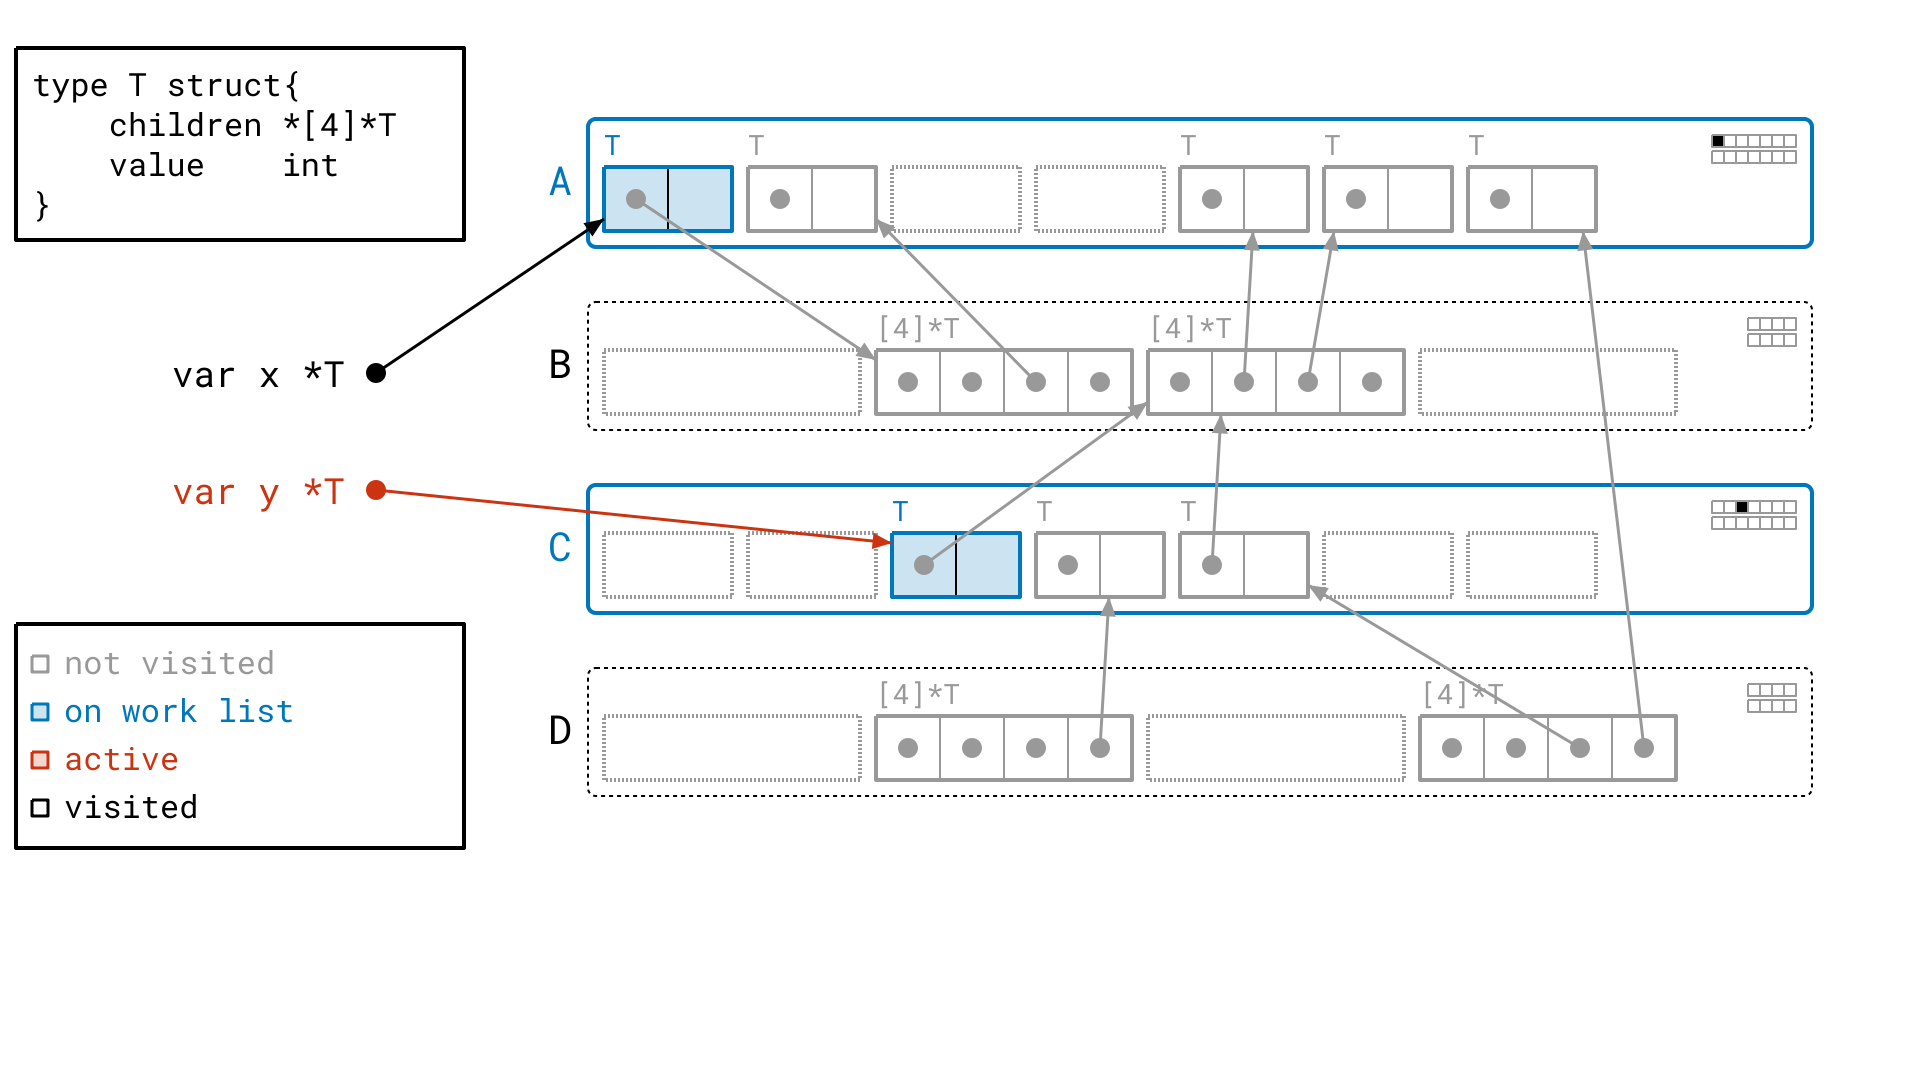 type T struct{
    children *[4]*T
    value    int
}
var x *T
var y *T
not visited
on work list
active
visited
A
T T T T T
B
[4]*T [4]*T
C
T T T
D
[4]*T [4]*T